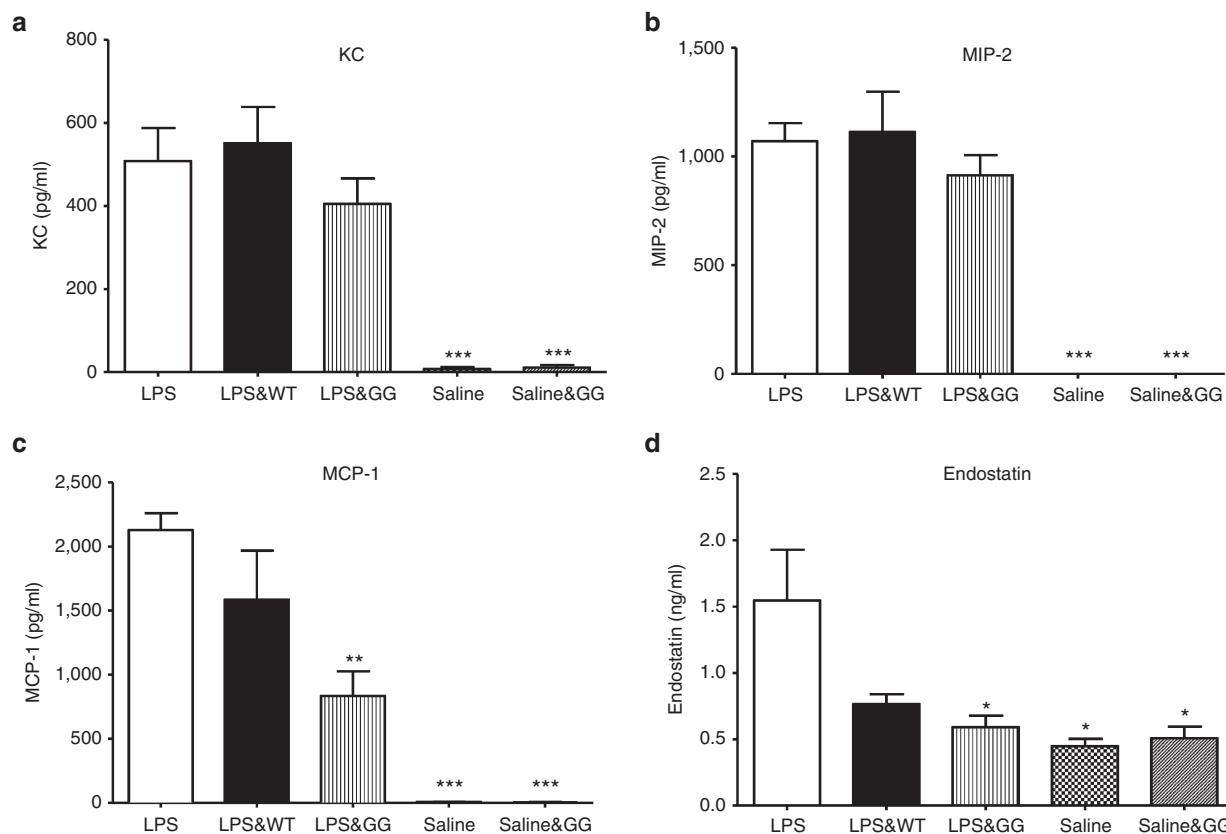 a
KC
800
600
400
200
0
KC (pg/ml)
***
***
LPS
LPS&WT
LPS&GG
Saline
Saline&GG
b
MIP-2
1,500
1,000
500
0
MIP-2 (pg/ml)
***
***
LPS
LPS&WT
LPS&GG
Saline
Saline&GG
c
MCP-1
2,500
2,000
1,500
1,000
500
0
MCP-1 (pg/ml)
**
***
***
LPS
LPS&WT
LPS&GG
Saline
Saline&GG
d
Endostatin
2.5
2.0
1.5
1.0
0.5
0.0
Endostatin (ng/ml)
*
*
*
LPS
LPS&WT
LPS&GG
Saline
Saline&GG